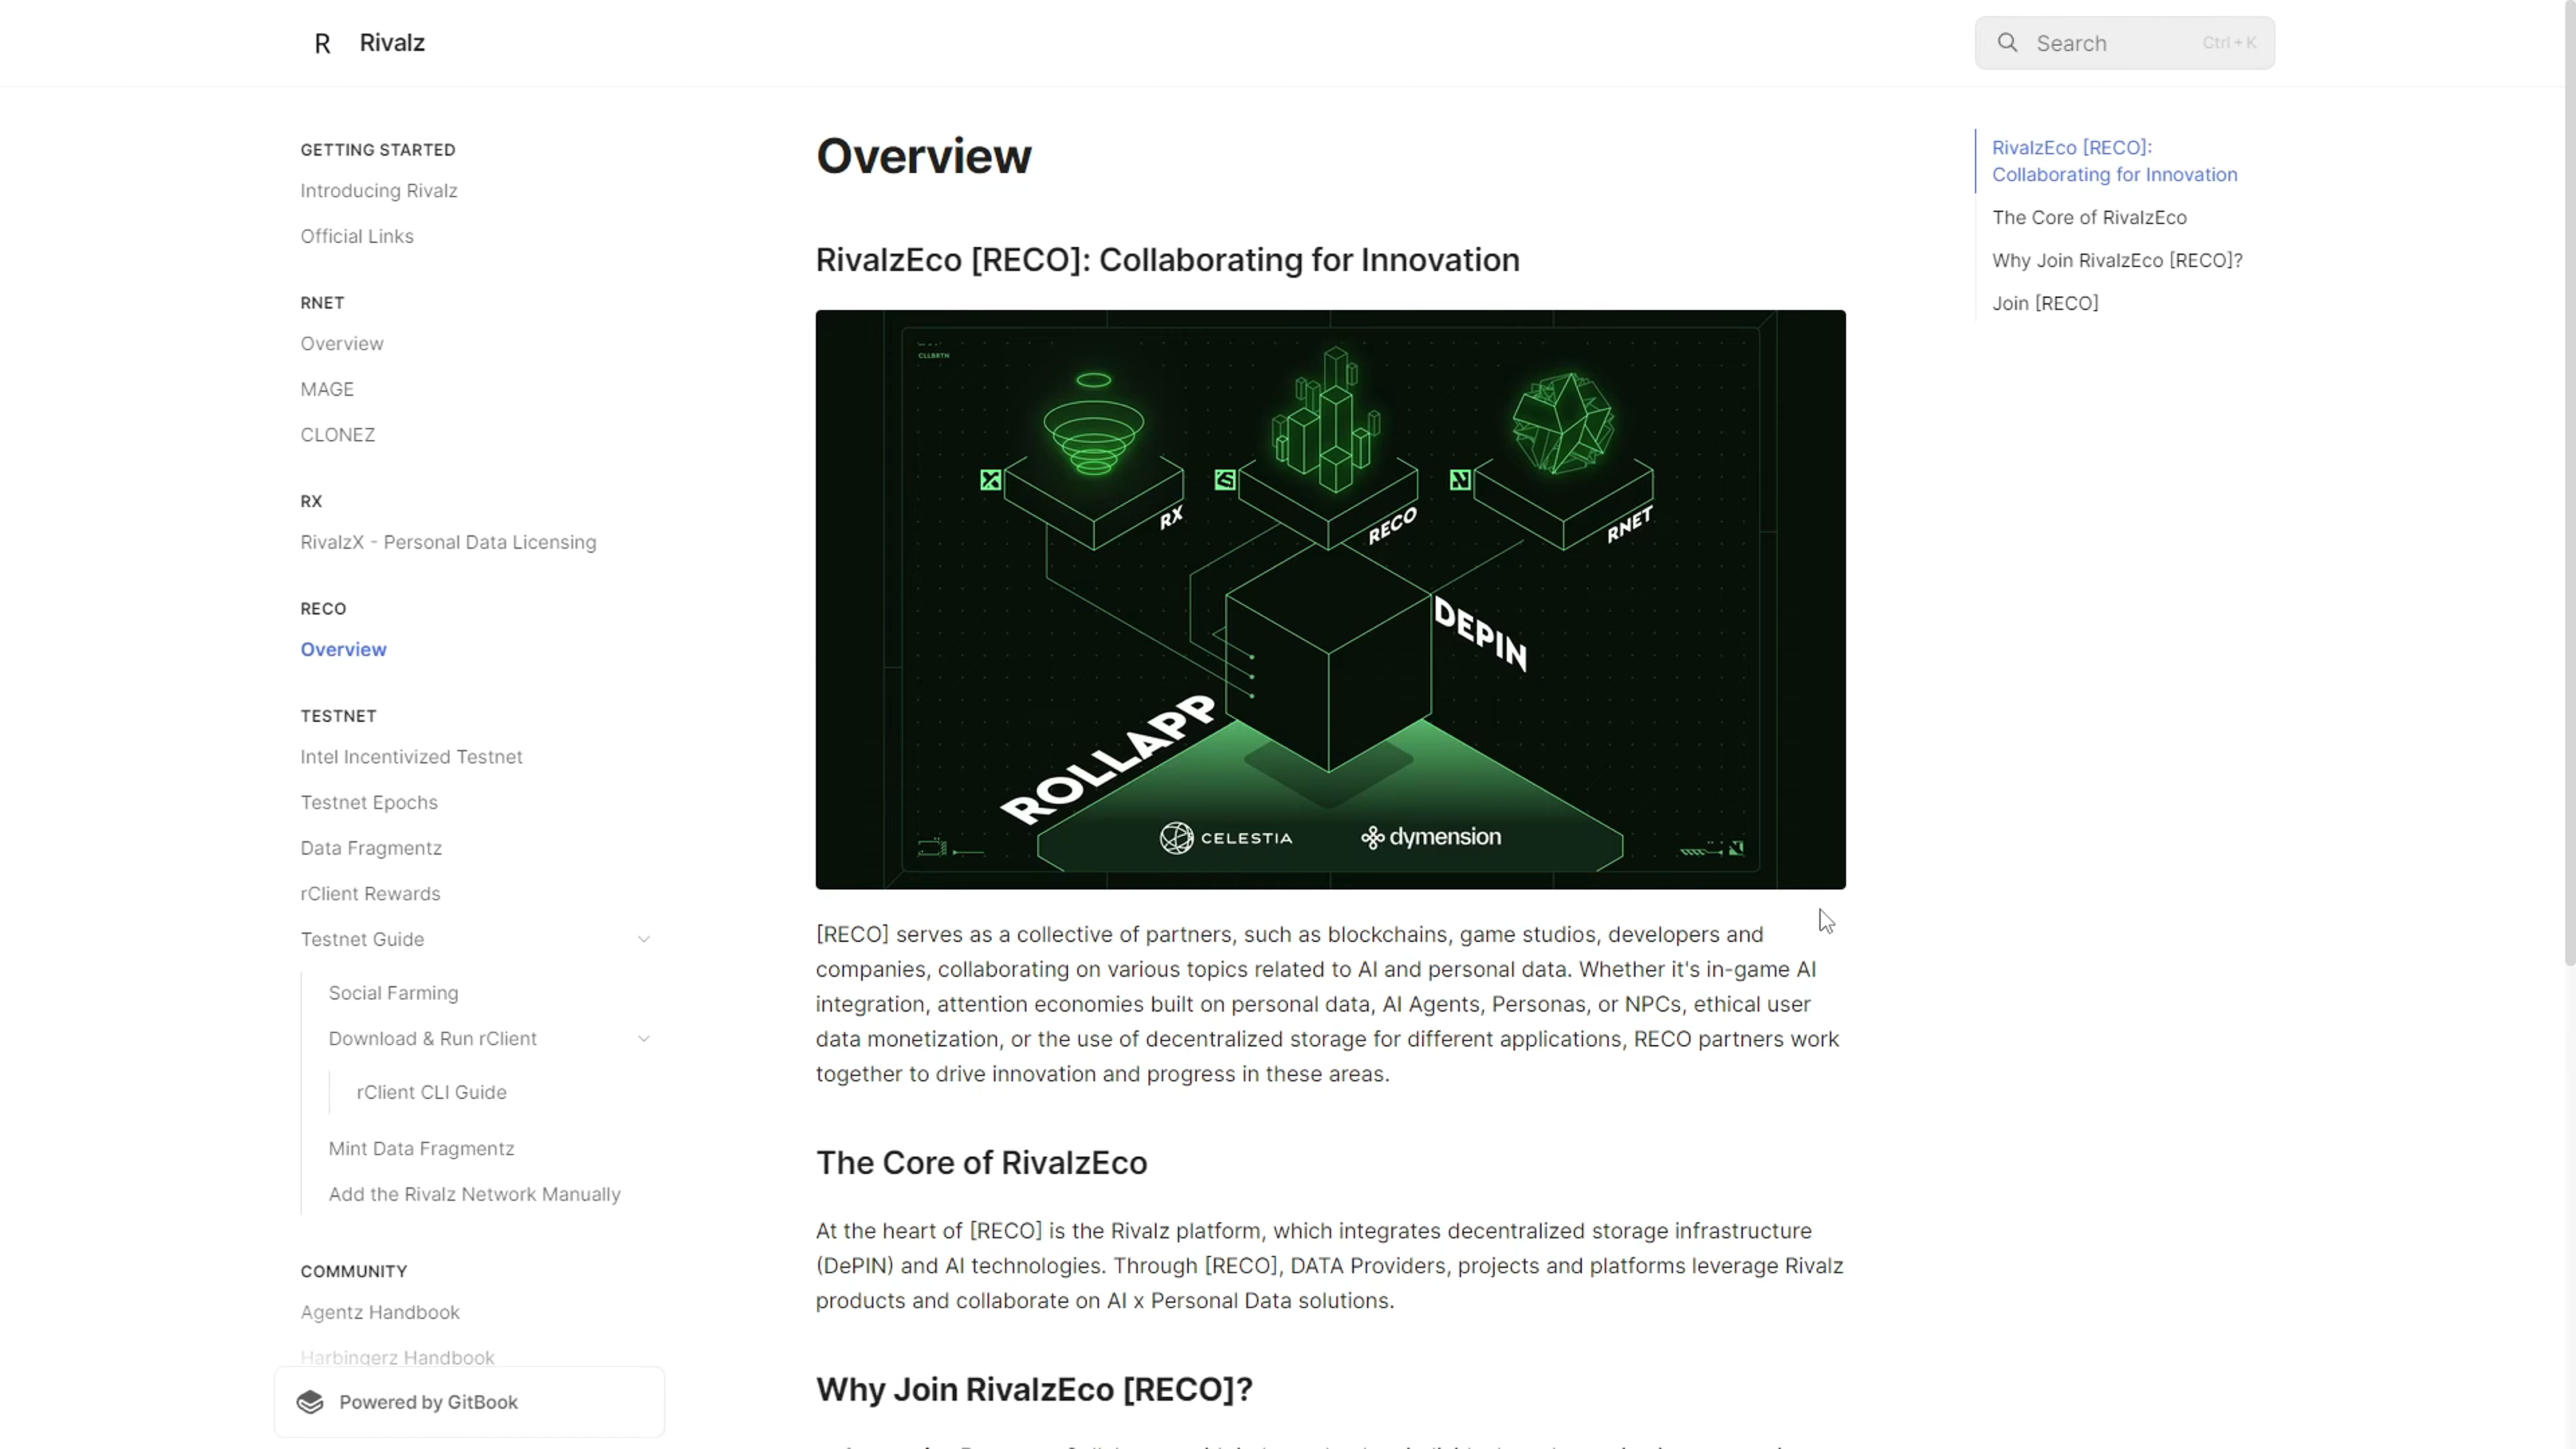 R Rivalz
Search Ctrl + K
GETTING STARTED
Introducing Rivalz
Official Links
RNET
Overview
MAGE
CLONEZ
RX
RivalzX - Personal Data Licensing
RECO
Overview
TESTNET
Intel Incentivized Testnet
Testnet Epochs
Data Fragmentz
rClient Rewards
Testnet Guide
Social Farming
Download & Run rClient
rClient CLI Guide
Mint Data Fragmentz
Add the Rivalz Network Manually
COMMUNITY
Agentz Handbook
Harbingerz Handbook
Powered by GitBook
Overview
RivalzEco [RECO]: Collaborating for Innovation
CLLBRTN
RX
RECO
RNET
DEPIN
ROLLAPP
CELESTIA
dymension
[RECO] serves as a collective of partners, such as blockchains, game studios, developers and
companies, collaborating on various topics related to AI and personal data. Whether it's in-game AI
integration, attention economies built on personal data, AI Agents, Personas, or NPCs, ethical user
data monetization, or the use of decentralized storage for different applications, RECO partners work
together to drive innovation and progress in these areas.
The Core of RivalzEco
At the heart of [RECO] is the Rivalz platform, which integrates decentralized storage infrastructure
(DePIN) and AI technologies. Through [RECO], DATA Providers, projects and platforms leverage Rivalz
products and collaborate on AI x Personal Data solutions.
Why Join RivalzEco [RECO]?
RivalzEco [RECO]:
Collaborating for Innovation
The Core of RivalzEco
Why Join RivalzEco [RECO]?
Join [RECO]